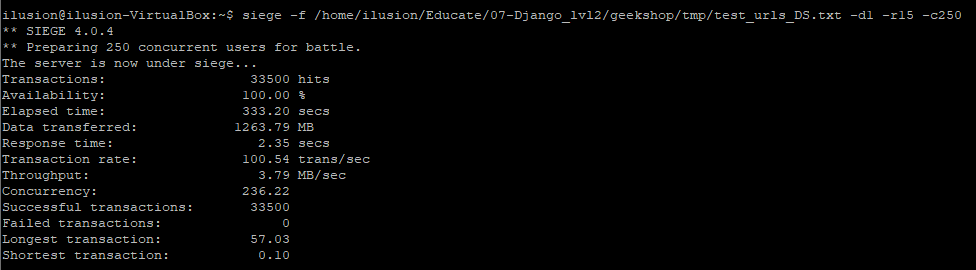 ilusion@ilusion-VirtualBox:~$ siege -f /home/ilusion/Educate/07-Django_lvl2/geekshop/tmp/test_urls_DS.txt -d1 -r15 -c250
** SIEGE 4.0.4
** Preparing 250 concurrent users for battle.
The server is now under siege...
Transactions: 33500 hits
Availability: 100.00 %
Elapsed time: 333.20 secs
Data transferred: 1263.79 MB
Response time: 2.35 secs
Transaction rate: 100.54 trans/sec
Throughput: 3.79 MB/sec
Concurrency: 236.22
Successful transactions: 33500
Failed transactions: 0
Longest transaction: 57.03
Shortest transaction: 0.10